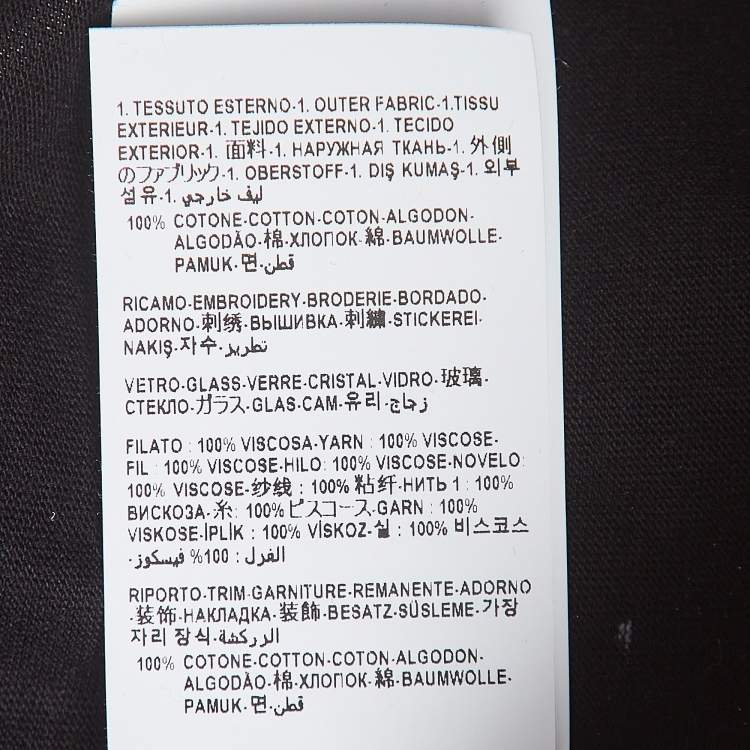 1. TESSUTO ESTERNO-1. OUTER FABRIC-1.TISSU
EXTERIEUR-1. TEJIDO EXTERNO-1. TECIDO
EXTERIOR-1. 面料-1. НАРУЖНАЯ ТКАНЬ-1. 外側
のファブリック-1. OBERSTOFF-1. DIŞ KUMAŞ-1. 외부
섬유-1. ليف خارجي
100% COTONE-COTTON-COTON-ALGODON-
ALGODÃO-棉-ХЛОПОК-綿-BAUMWOLLE-
PAMUK-면-قطن
RICAMO-EMBROIDERY-BRODERIE-BORDADO-
ADORNO-刺绣-ВЫШИВКА-刺繍-STICKEREI-
NAKIŞ-자수-تطريز
VETRO-GLASS-VERRE-CRISTAL-VIDRO-玻璃-
СТЕКЛО-ガラス-GLAS-CAM-유리-زجاج
FILATO : 100% VISCOSA-YARN : 100% VISCOSE-
FIL : 100% VISCOSE-HILO: 100% VISCOSE-NOVELO:
100% VISCOSE-纱线 : 100% 粘纤-НИТЬ 1 : 100%
ВИСКОЗА-糸: 100% ビスコース-GARN : 100%
VISKOSE-İPLİK : 100% VİSKOZ-실 : 100% 비스코스
-الغزل : 100% فيسكوز
RIPORTO-TRIM-GARNITURE-REMANENTE-ADORNO
-装饰-НАКЛАДКА-装飾-BESATZ-SÜSLEME-가장
자리 장식-الزركشة
100% COTONE-COTTON-COTON-ALGODON-
ALGODÃO-棉-ХЛОПОК-綿-BAUMWOLLE-
PAMUK-면-قطن